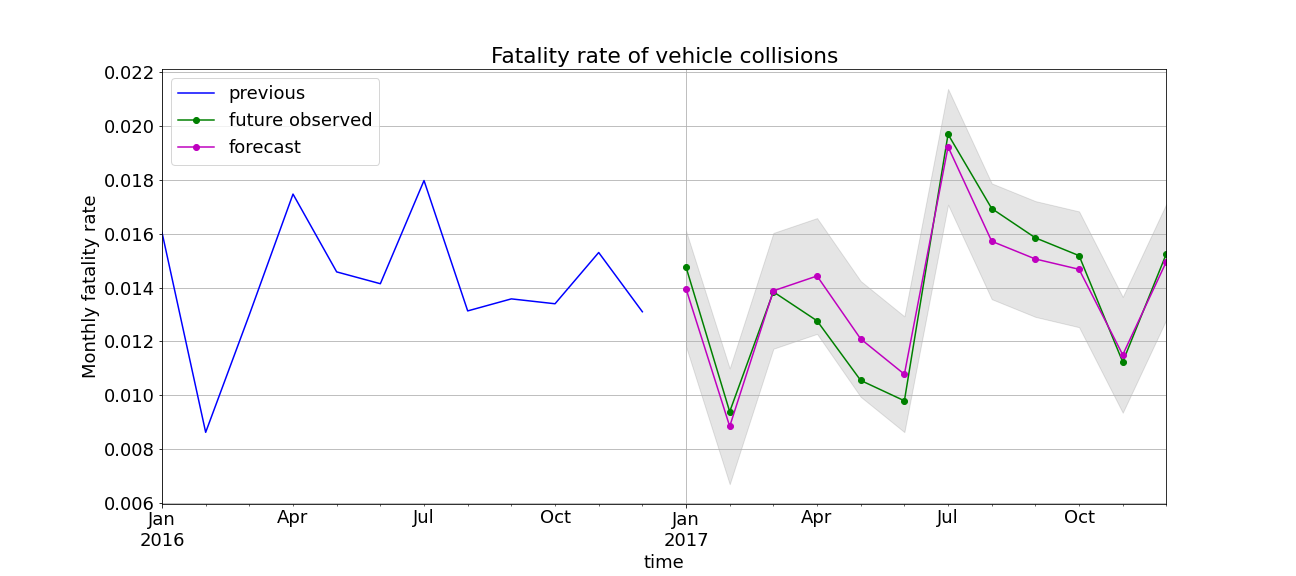 Fatality rate of vehicle collisions
0.022
0.020
0.018
0.016
0.014
0.012
0.010
0.008
0.006
Monthly fatality rate
previous
future observed
forecast
Jan Apr Jul Oct Jan Apr Jul Oct
2016 2017
time